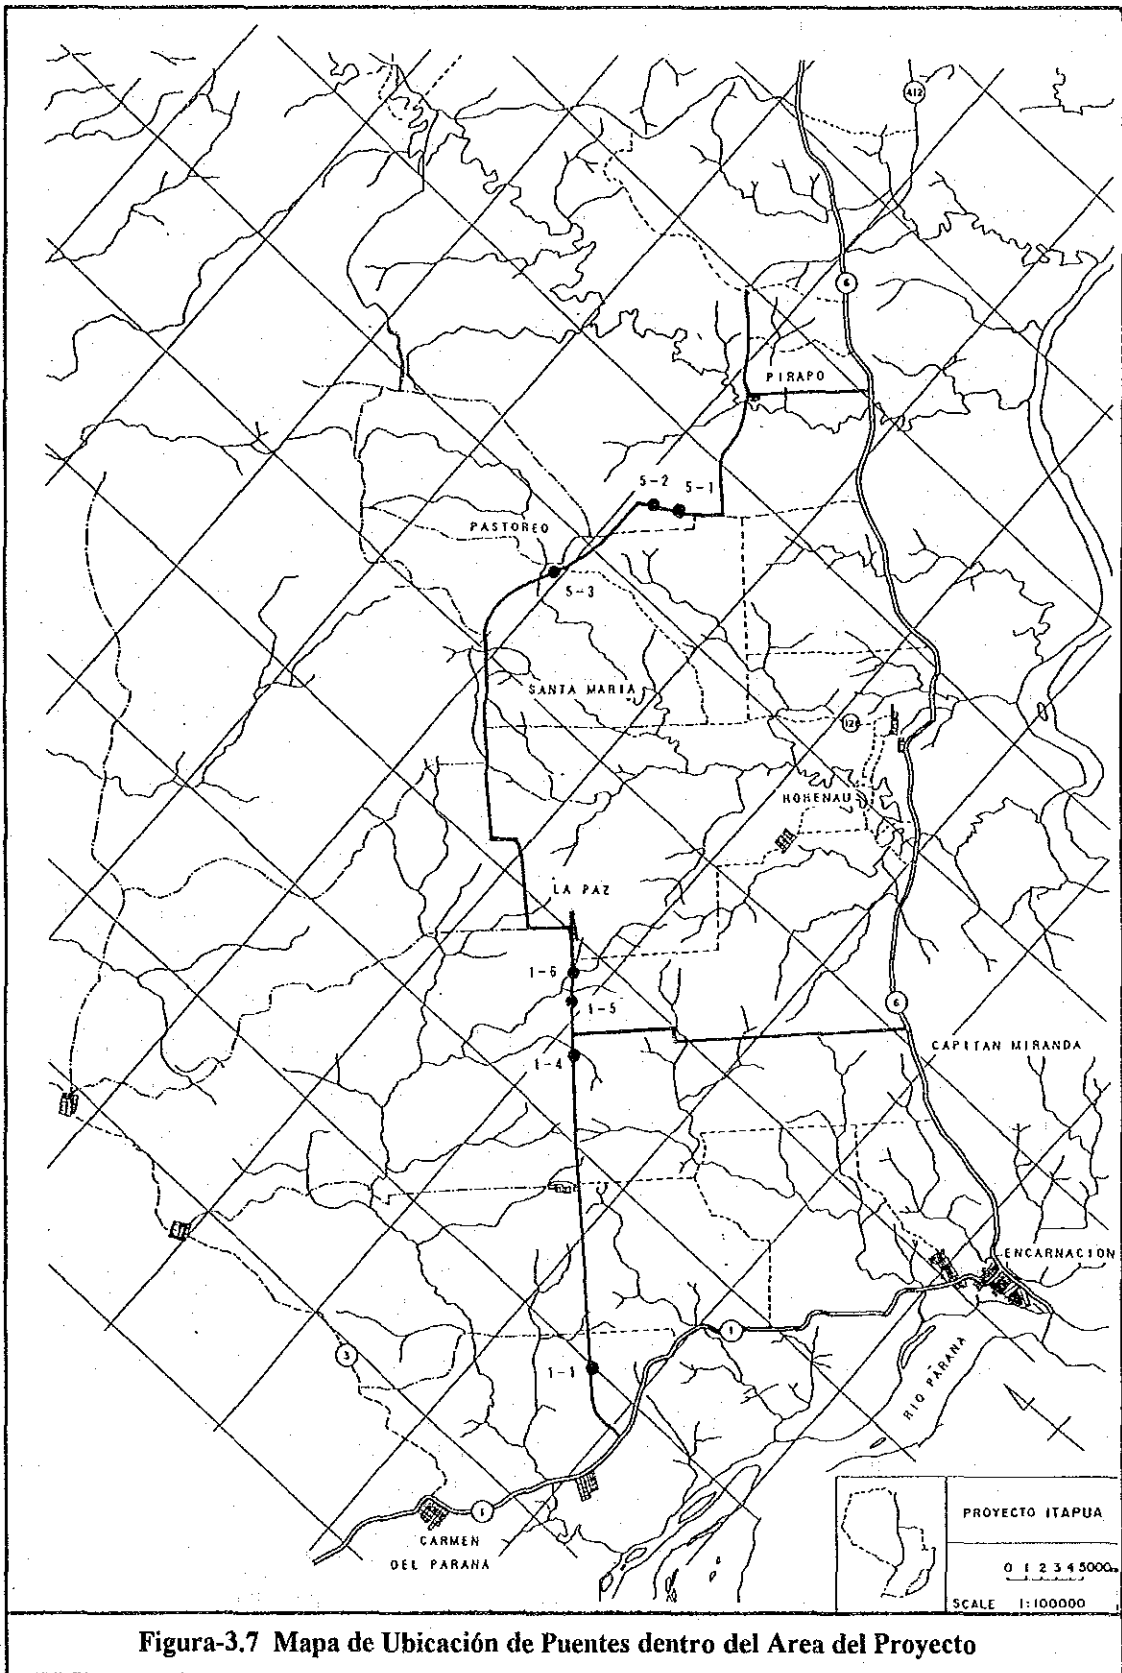 A12
6
PIRAPO
5-2
5-1
PASTOREO
5-3
SANTA MARIA
HOHENAU
LA PAZ
1-6
1-5
6
CAPITAN MIRANDA
1-4
ENCARNACION
1
3
1-1
RIO PARANA
1
CARMEN
DEL PARANA
PROYECTO ITAPUA
0 1 2 3 4 5000m
SCALE 1:100000
Figura-3.7 Mapa de Ubicación de Puentes dentro del Area del Proyecto